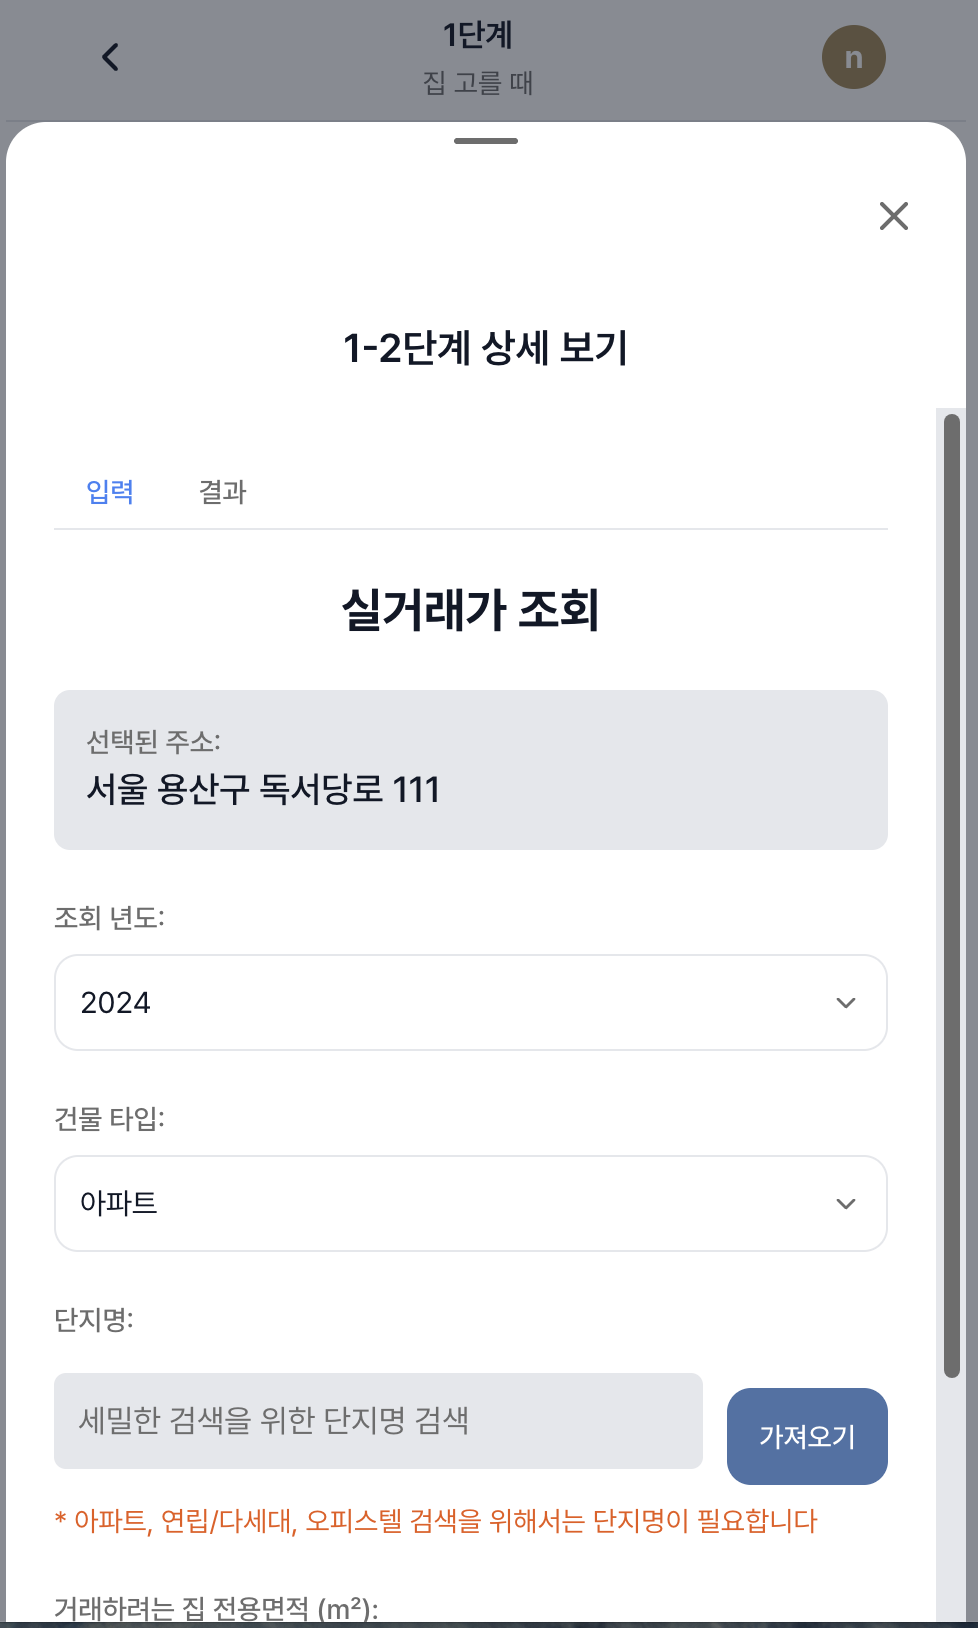 1단계
집 고를 때
n
1-2단계 상세 보기
입력 결과
실거래가 조회
선택된 주소:
서울 용산구 독서당로 111
조회 년도:
2024
건물 타입:
아파트
단지명:
세밀한 검색을 위한 단지명 검색
가져오기
* 아파트, 연립/다세대, 오피스텔 검색을 위해서는 단지명이 필요합니다
거래하려는 집 전용면적 (m²):